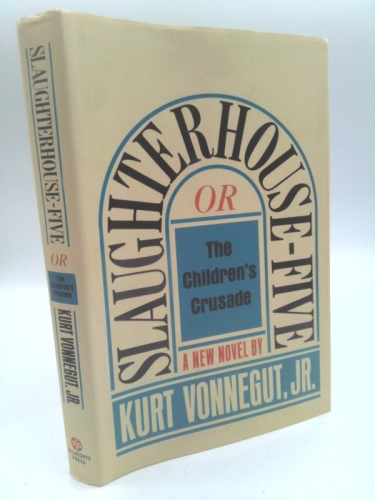 SLAUGHTERHOUSE-FIVE
OR
The
Children's
Crusade
A NEW NOVEL BY
KURT VONNEGUT, JR.
SLAUGHTERHOUSE-FIVE
OR
The
Children's
Crusade
KURT VONNEGUT, JR.
PRESS